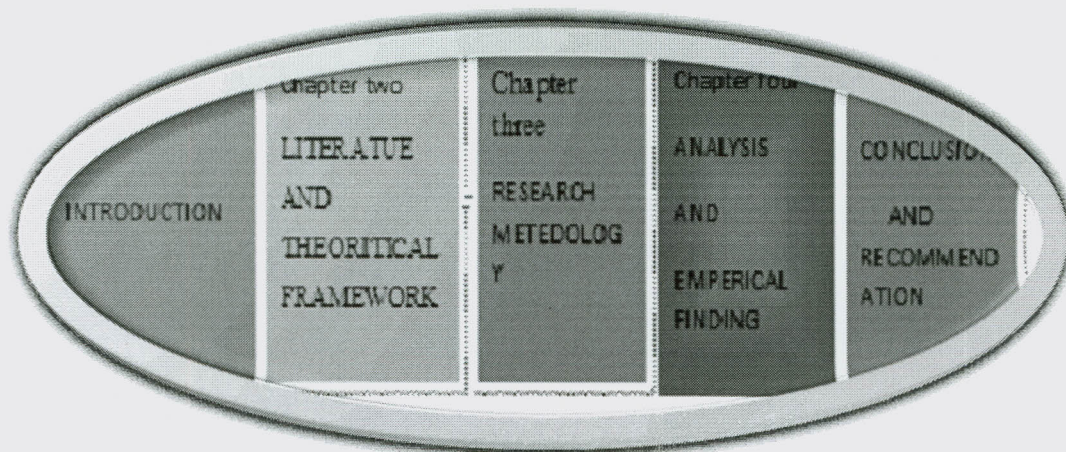 INTRODUCTION
Chapter two
LITERATUE
AND
THEORITICAL
FRAMEWORK
Chapter
three
RESEARCH
METEDOLOG
Y
Chapter four
ANALYSIS
AND
EMPERICAL
FINDING
CONCLUSION
AND
RECOMMEND
ATION